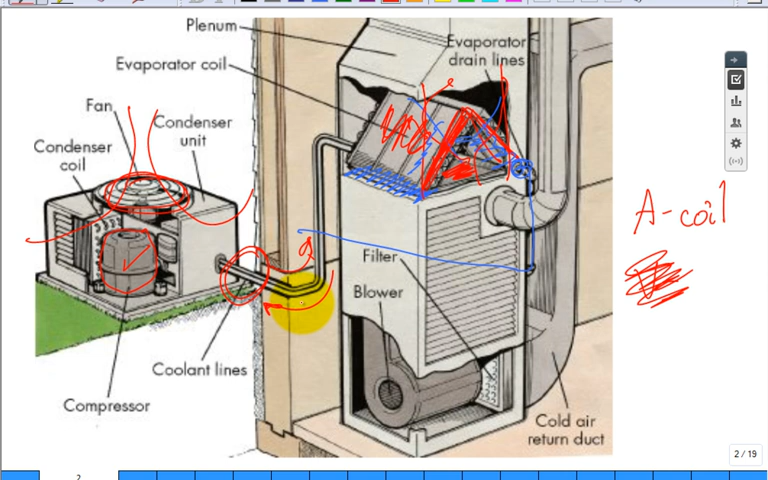 Plenum
Evaporator
drain lines
Evaporator coil
Fan
Condenser
unit
Condenser
coil
A-coil
Filter
Blower
Coolant lines
Compressor
Cold air
return duct
2 / 19
2